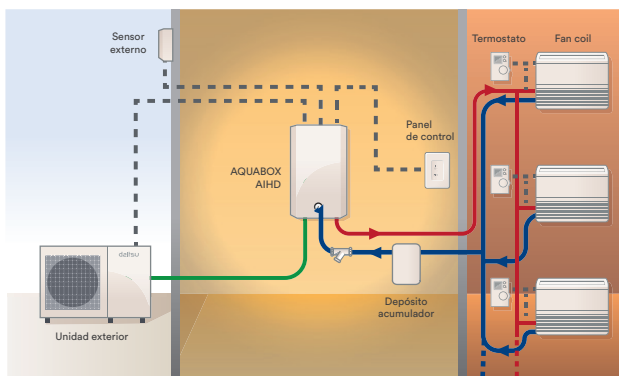 Sensor
externo
Termostato
Fan coil
Panel
de control
AQUABOX
AIHD
daitsu
Depósito
acumulador
Unidad exterior